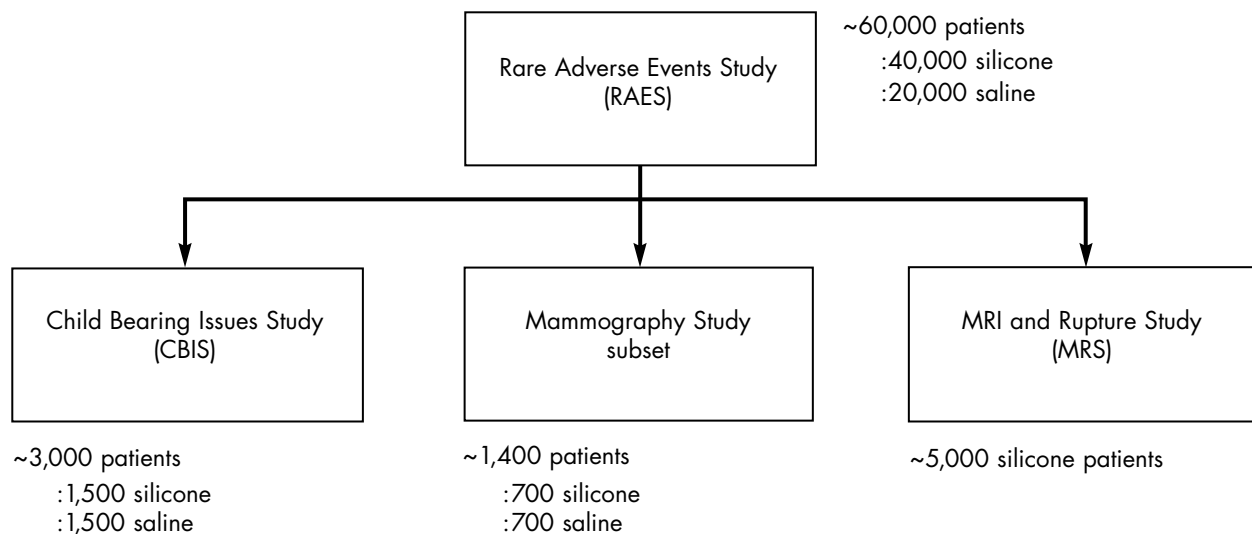 Rare Adverse Events Study
(RAES)
~60,000 patients
:40,000 silicone
:20,000 saline
Child Bearing Issues Study
(CBIS)
~3,000 patients
:1,500 silicone
:1,500 saline
Mammography Study
subset
~1,400 patients
:700 silicone
:700 saline
MRI and Rupture Study
(MRS)
~5,000 silicone patients